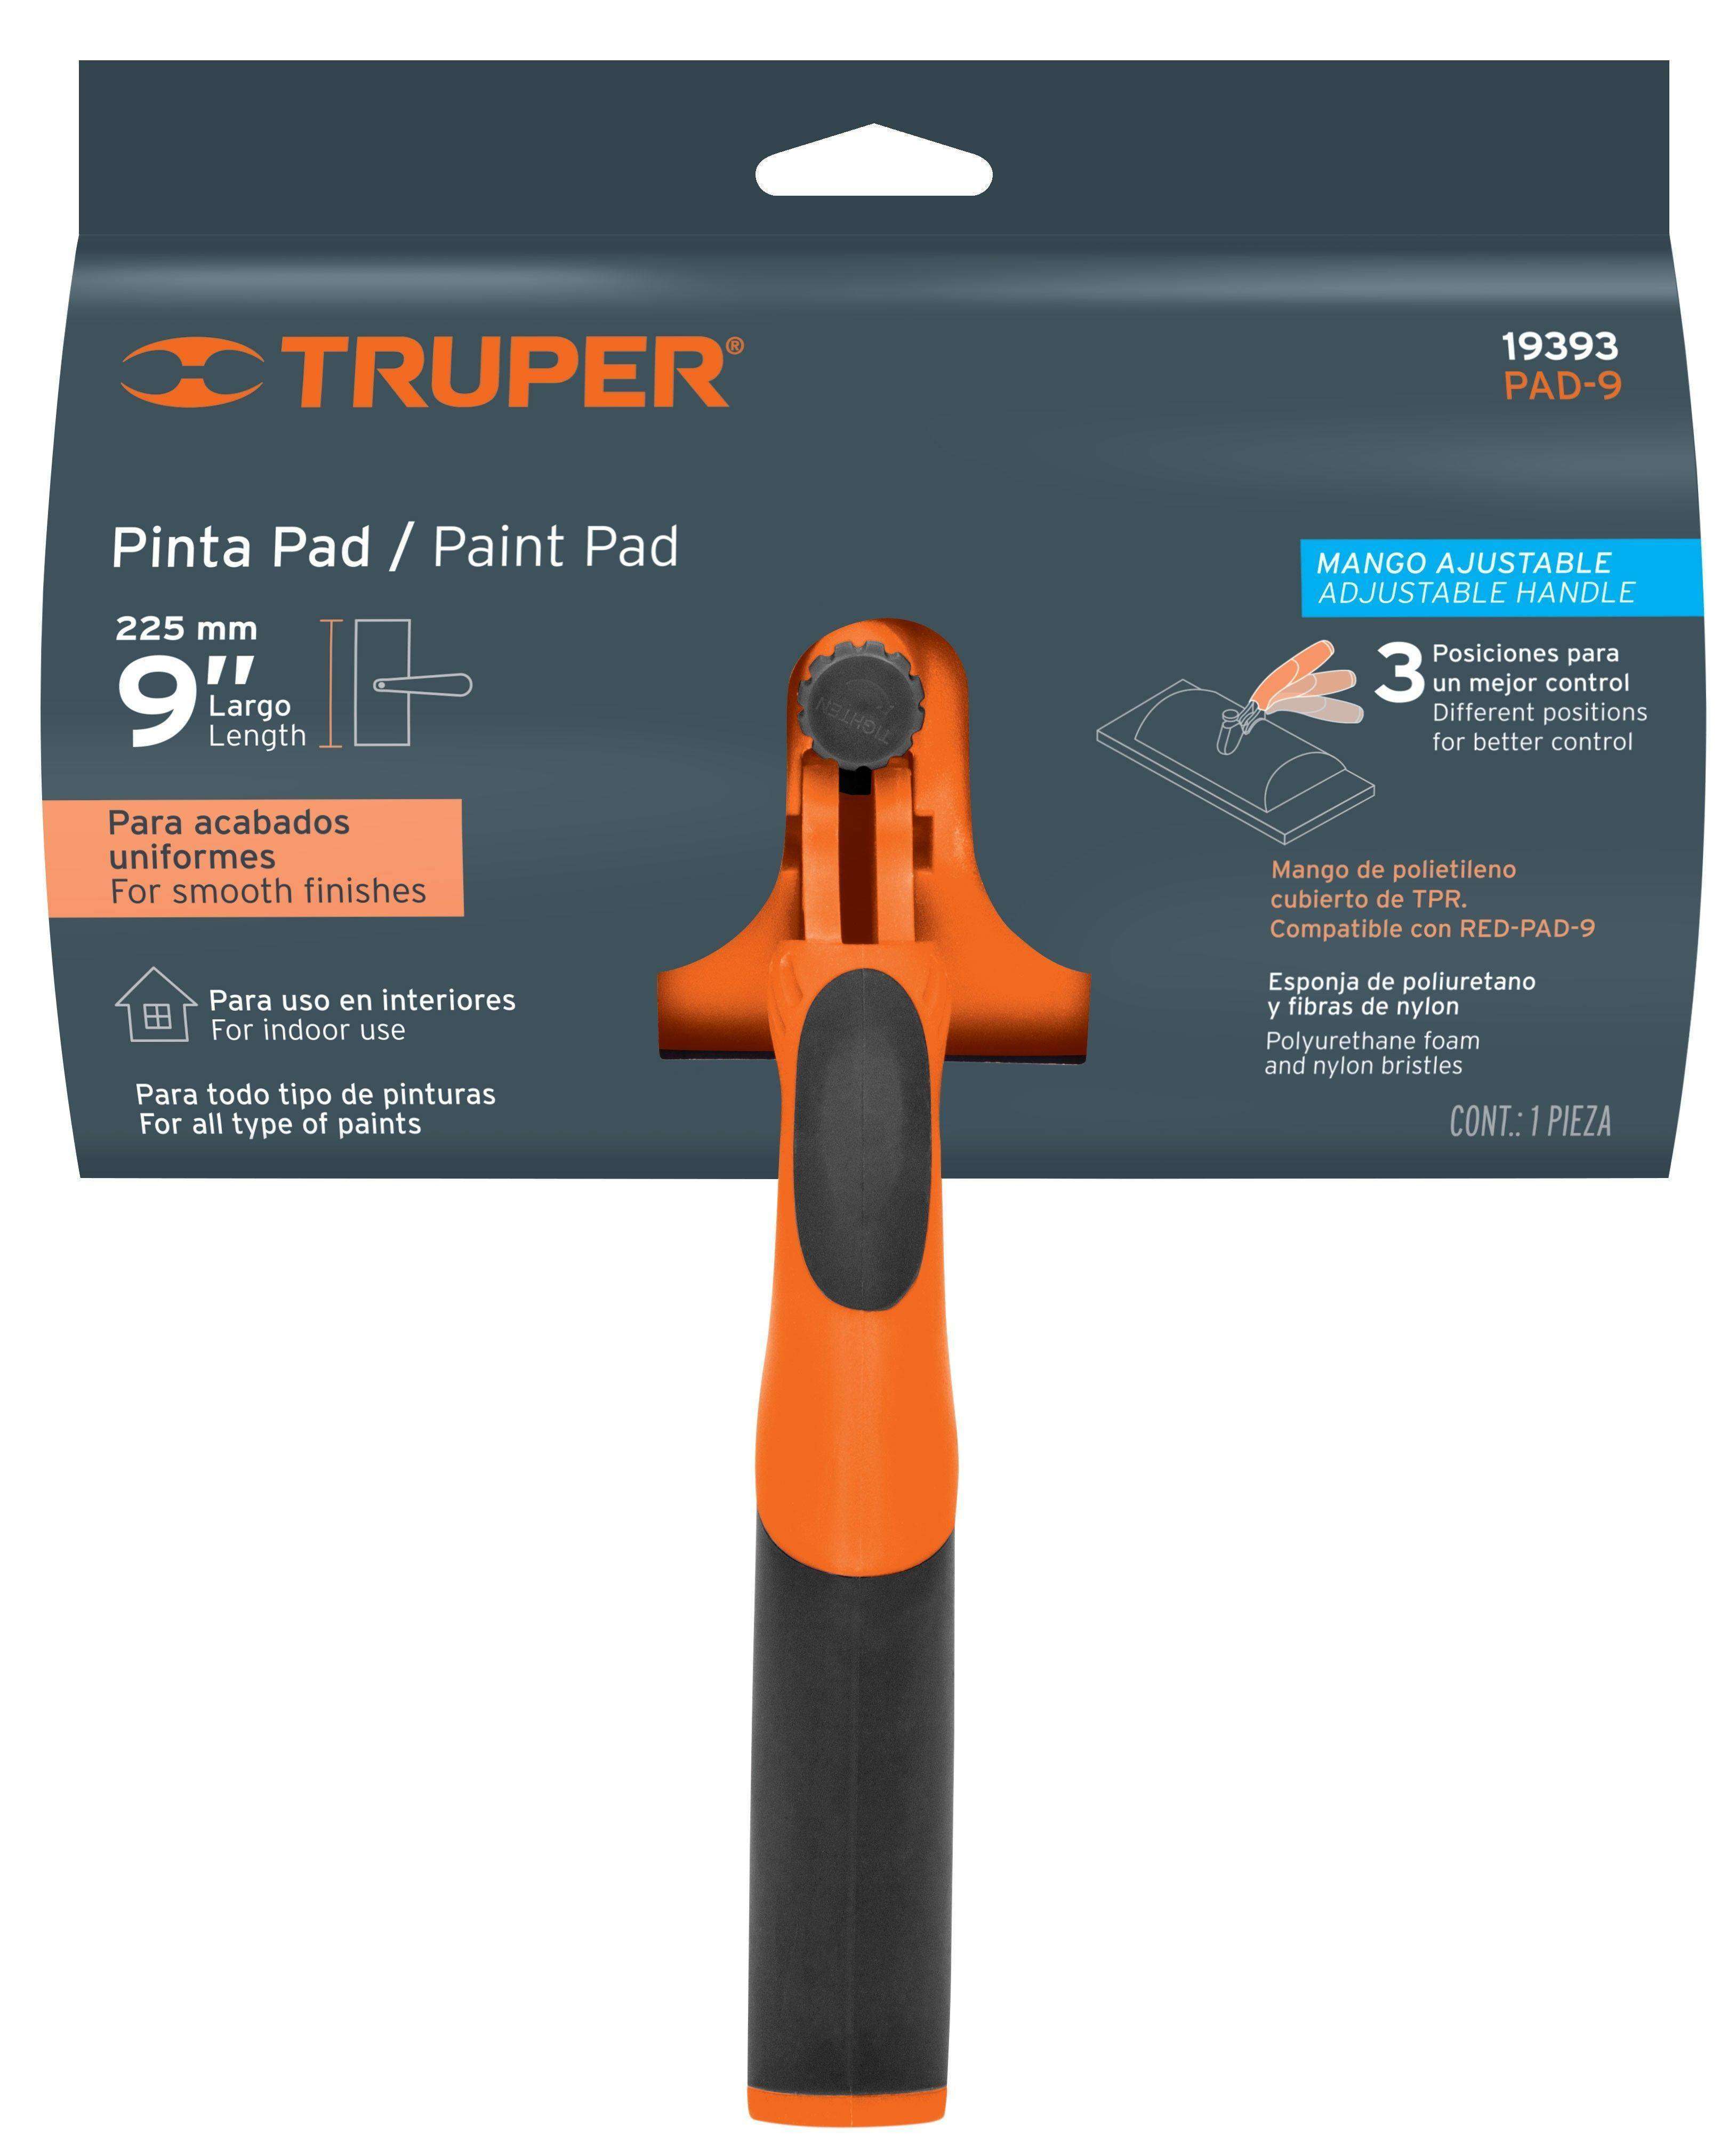 TRUPER®
19393
PAD-9
Pinta Pad / Paint Pad
225 mm
9"
Largo
Length
Para acabados
uniformes
For smooth finishes
Para uso en interiores
For indoor use
Para todo tipo de pinturas
For all type of paints
TIGHTEN
MANGO AJUSTABLE
ADJUSTABLE HANDLE
3 Posiciones para
un mejor control
Different positions
for better control
Mango de polietileno
cubierto de TPR.
Compatible con RED-PAD-9
Esponja de poliuretano
y fibras de nylon
Polyurethane foam
and nylon bristles
CONT.: 1 PIEZA